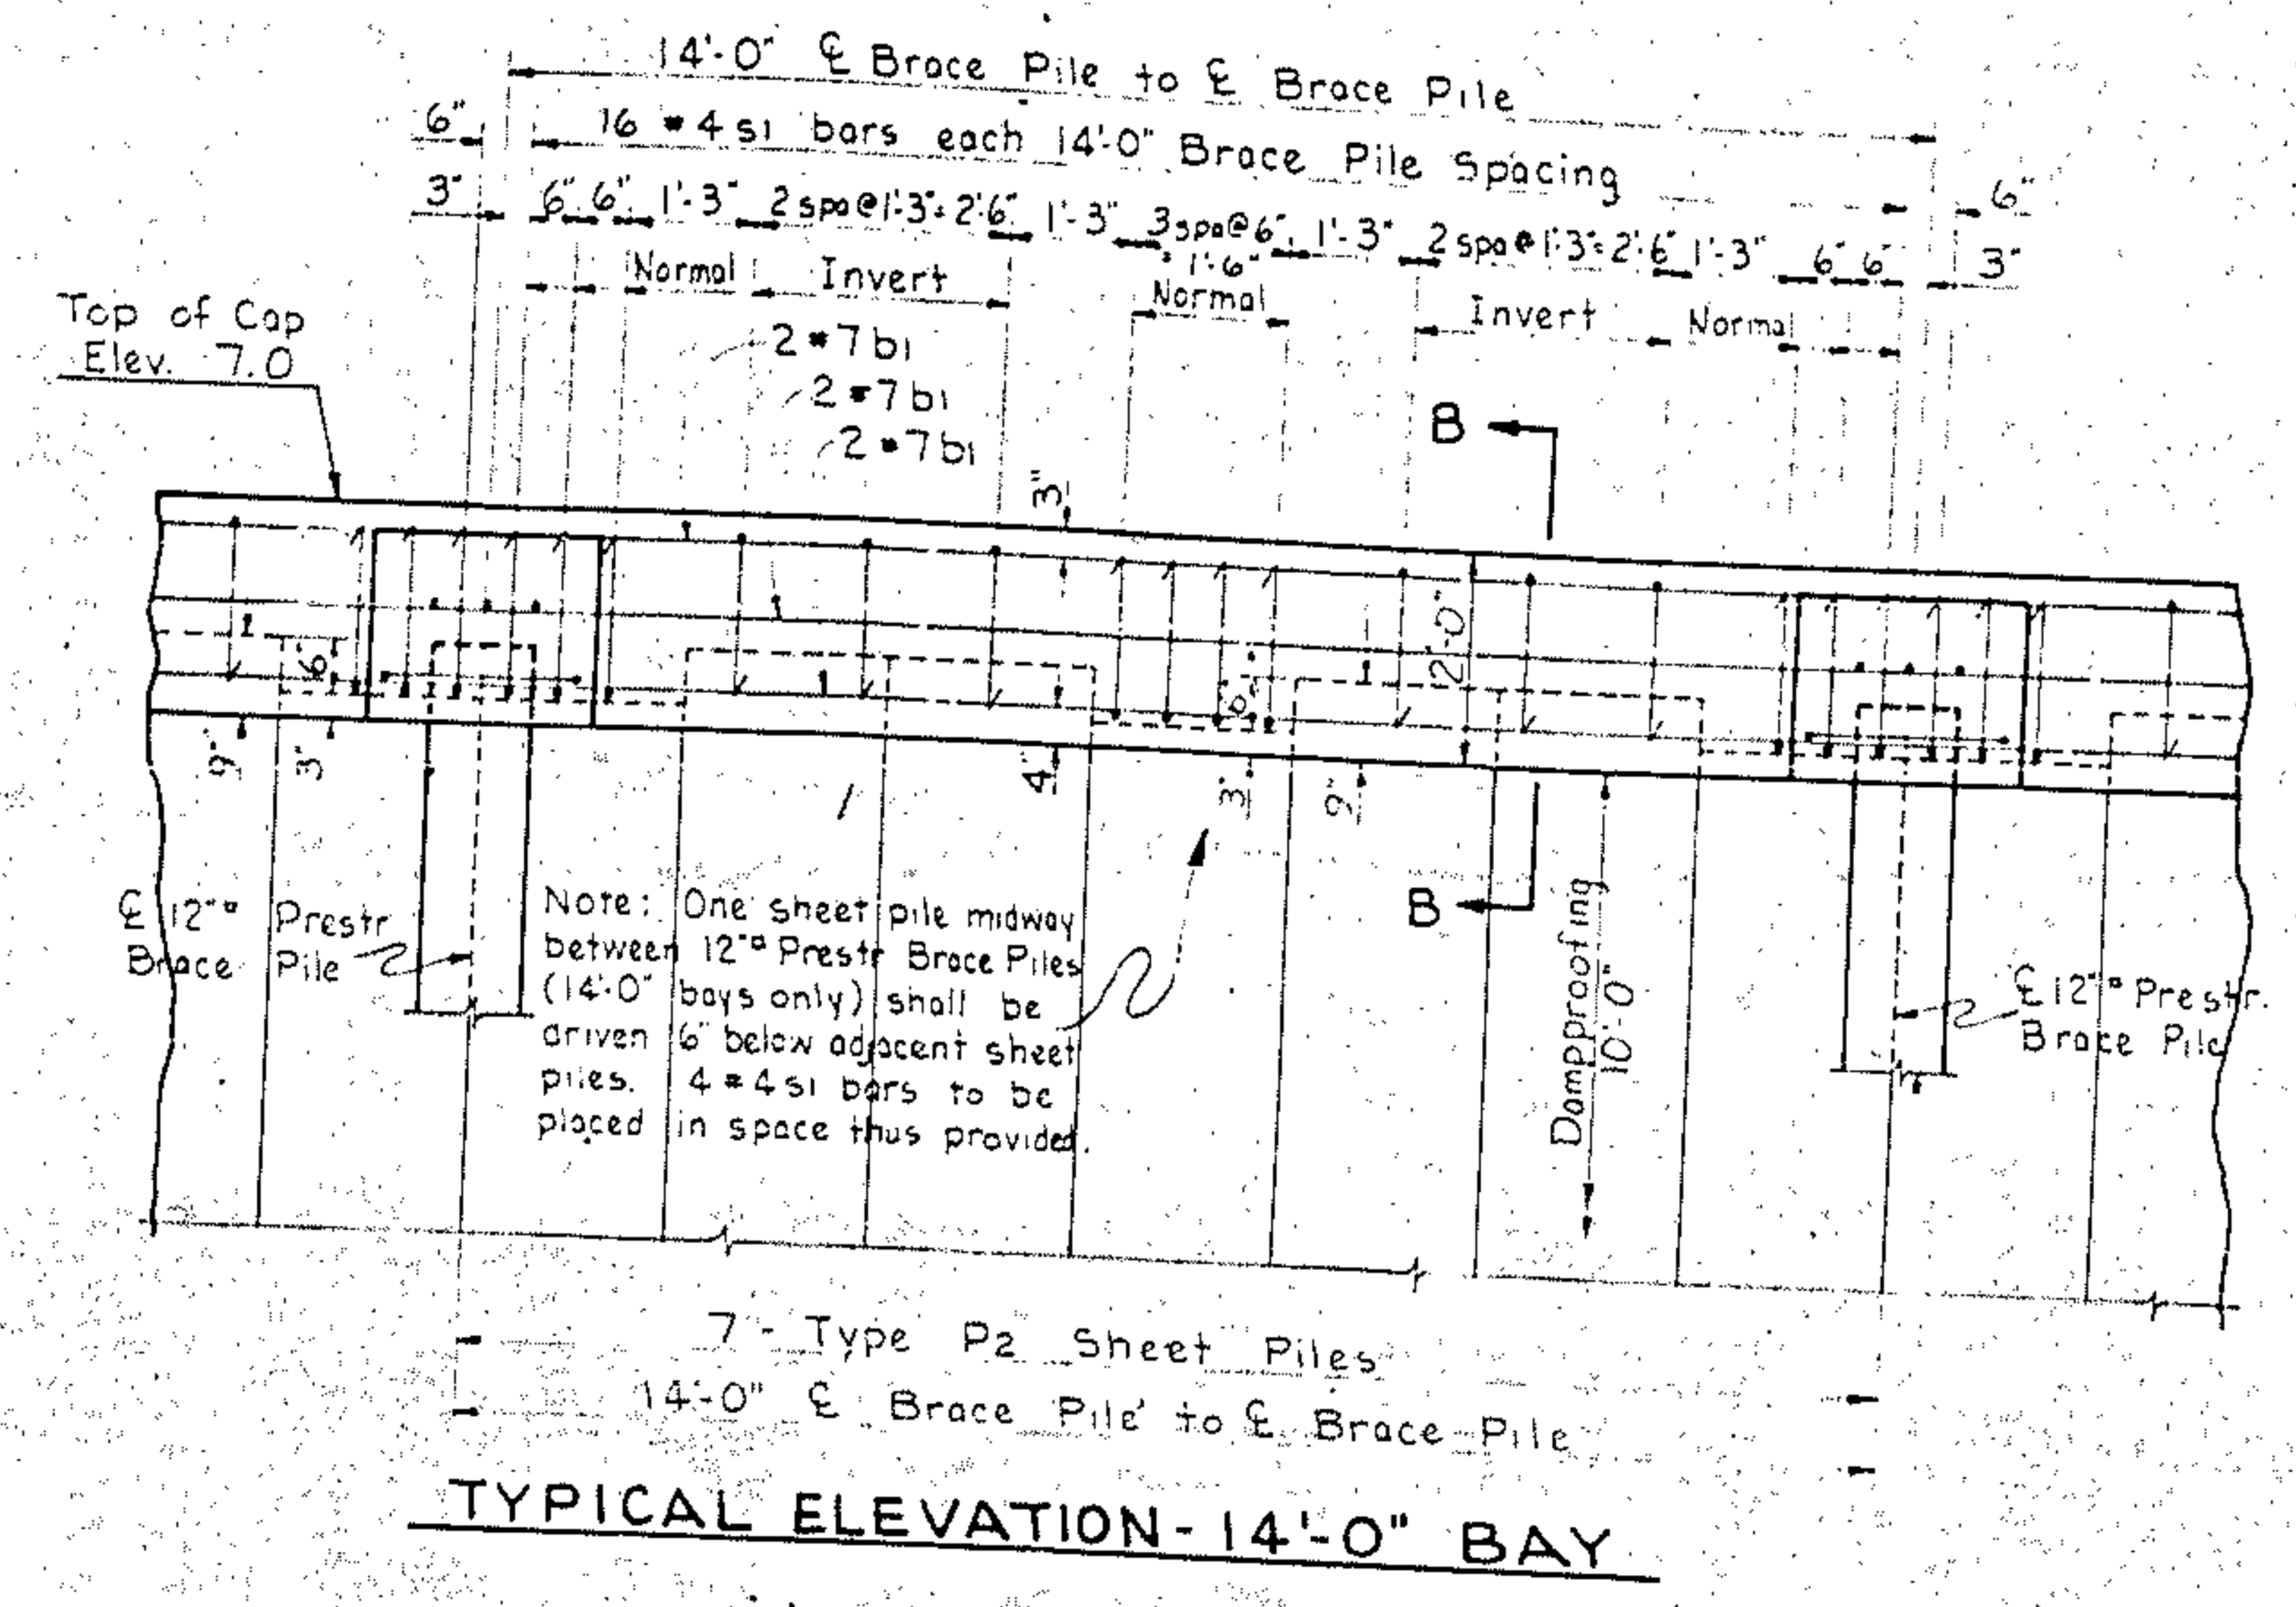 14'-0" ℄ Brace Pile to ℄ Brace Pile
6" 16 #4 s1 bars each 14'-0" Brace Pile Spacing 6"
3" 6" 6" 1'-3" 2 spa@1'-3"=2'-6" 1'-3" 3 spa@6" 1'-3" 2 spa@1'-3"=2'-6" 1'-3" 6" 6" 3"
=1'-6"
Normal Invert Normal Invert Normal
Top of Cap
Elev. 7.0
2 #7 b1
2 #7 b1
2 #7 b1
B
3"
2'-0"
6"
6"
9" 3" 4" 3" 9"
B
℄ 12"□ Prestr
Brace Pile
Note: One sheet pile midway
between 12"□ Prestr Brace Piles
(14'-0" bays only) shall be
driven 6" below adjacent sheet
piles. 4 #4 s1 bars to be
placed in space thus provided.
Dampproofing
10'-0"
℄ 12"□ Prestr.
Brace Pile
7 - Type P2 Sheet Piles
14'-0" ℄ Brace Pile to ℄ Brace Pile
TYPICAL ELEVATION - 14'-0" BAY